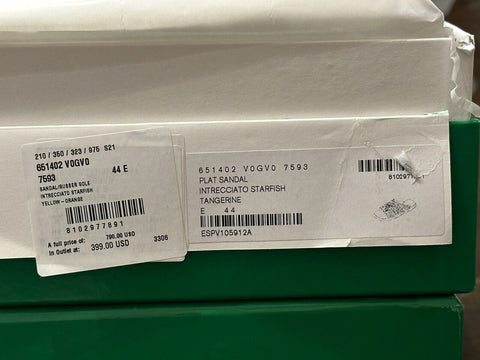 210 / 350 / 323 / 975 S21
651402 V0GV0
7593 44 E
SANDAL/RUBBER SOLE
INTRECCIATO STARFISH
YELLOW-ORANGE
8102977891
A full price of: 790.00 USD
In Outlet at: 399.00 USD 3306
651402 V0GV0 7593
PLAT SANDAL
INTRECCIATO STARFISH
TANGERINE
E 44
ESPV105912A